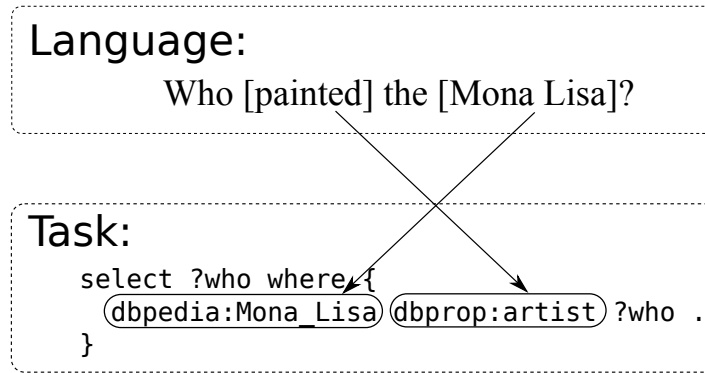 Language:
Who [painted] the [Mona Lisa]?
Task:
select ?who where {
dbpedia:Mona_Lisa dbprop:artist ?who .
}